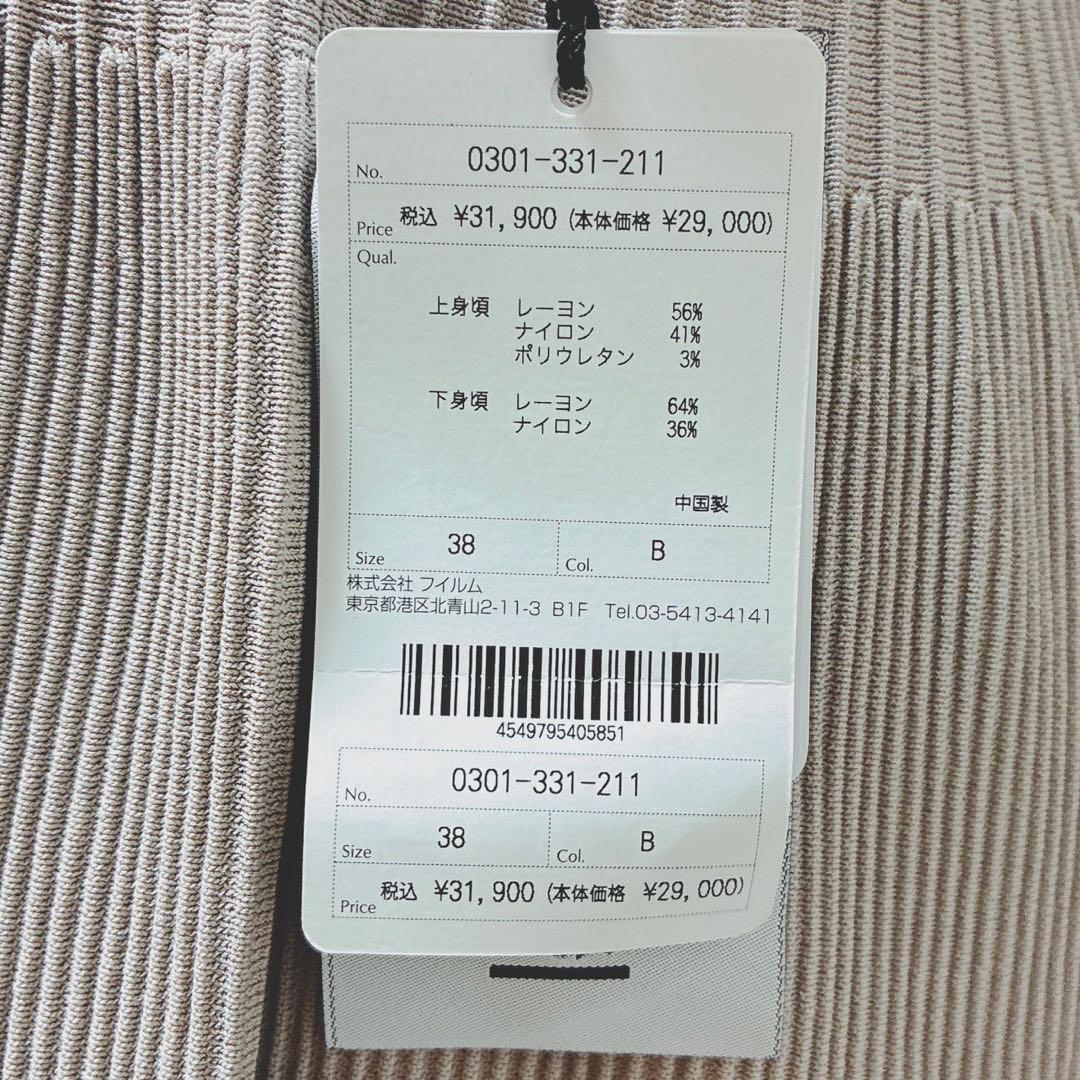 No. 0301-331-211
Price 税込 ¥31,900 (本体価格 ¥29,000)
Qual.
上身頃 レーヨン 56%
ナイロン 41%
ポリウレタン 3%
下身頃 レーヨン 64%
ナイロン 36%
中国製
Size 38 Col. B
株式会社 フイルム
東京都港区北青山2-11-3 B1F Tel.03-5413-4141
4549795405851
No. 0301-331-211
Size 38 Col. B
Price 税込 ¥31,900 (本体価格 ¥29,000)